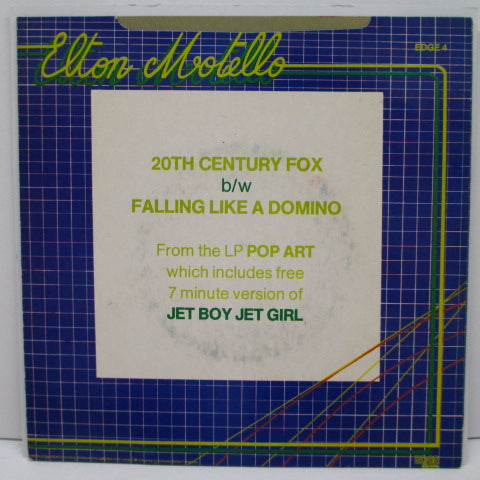 Elton Motello
EDGE 4
20TH CENTURY FOX
b/w
FALLING LIKE A DOMINO
From the LP POP ART
which includes free
7 minute version of
JET BOY JET GIRL